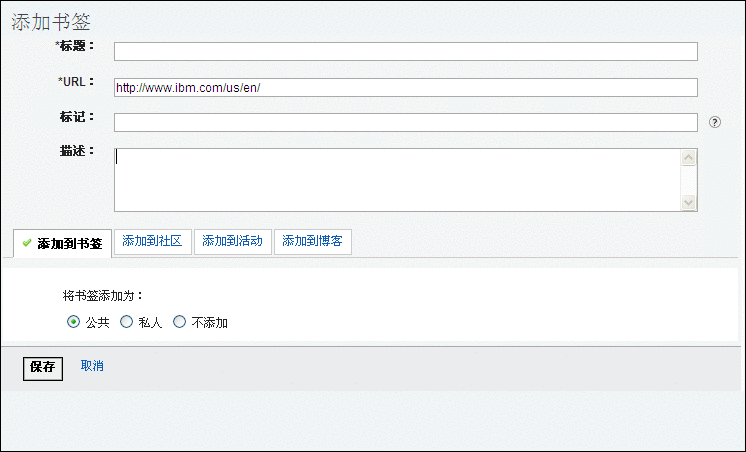 添加书签
*标题：
*URL： http://www.ibm.com/us/en/
标记： ?
描述：
添加到书签 添加到社区 添加到活动 添加到博客
将书签添加为：
公共 私人 不添加
保存 取消